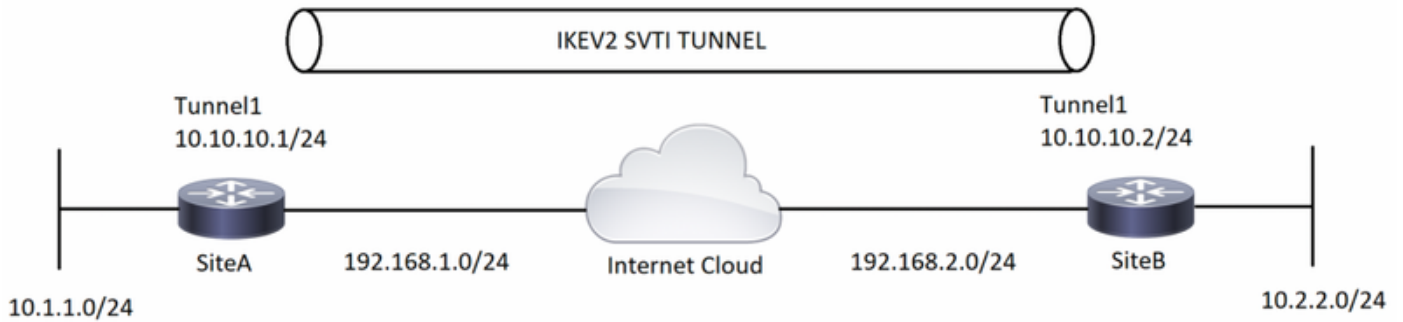 IKEV2 SVTI TUNNEL
Tunnel1
10.10.10.1/24
Tunnel1
10.10.10.2/24
SiteA
192.168.1.0/24
Internet Cloud
192.168.2.0/24
SiteB
10.1.1.0/24
10.2.2.0/24